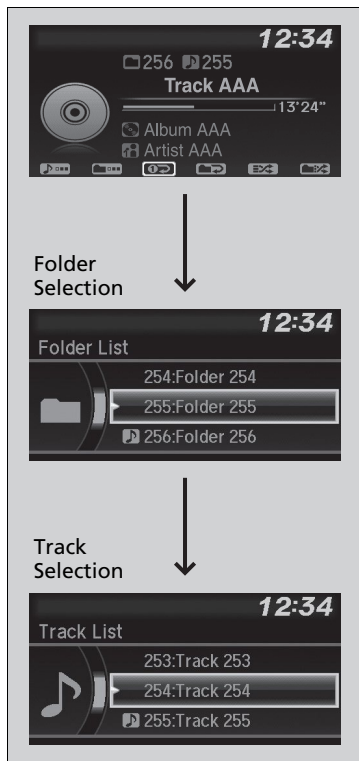 12:34
256 255
Track AAA
13'24"
Album AAA
Artist AAA
Folder
Selection
12:34
Folder List
254:Folder 254
255:Folder 255
256:Folder 256
Track
Selection
12:34
Track List
253:Track 253
254:Track 254
255:Track 255